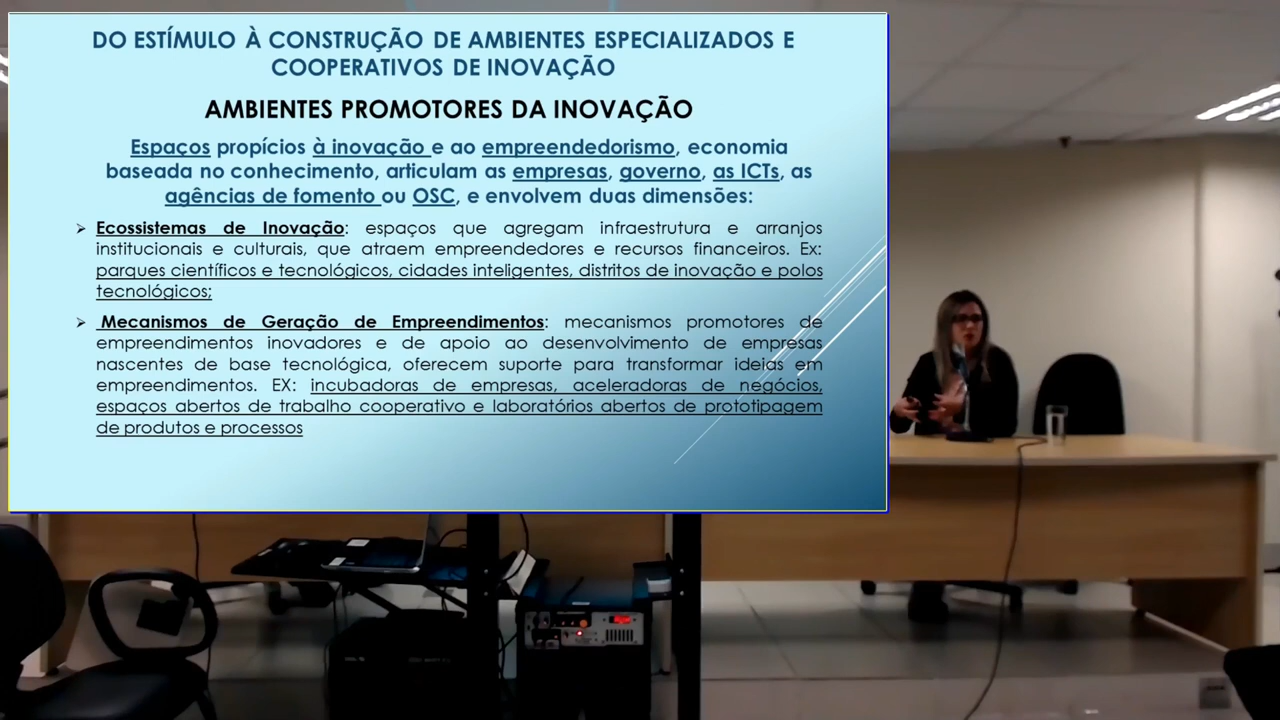 DO ESTÍMULO À CONSTRUÇÃO DE AMBIENTES ESPECIALIZADOS E
COOPERATIVOS DE INOVAÇÃO
AMBIENTES PROMOTORES DA INOVAÇÃO
Espaços propícios à inovação e ao empreendedorismo, economia
baseada no conhecimento, articulam as empresas, governo, as ICTs, as
agências de fomento ou OSC, e envolvem duas dimensões:
➢ Ecossistemas de Inovação: espaços que agregam infraestrutura e arranjos
institucionais e culturais, que atraem empreendedores e recursos financeiros. Ex:
parques científicos e tecnológicos, cidades inteligentes, distritos de inovação e polos
tecnológicos;
➢ Mecanismos de Geração de Empreendimentos: mecanismos promotores de
empreendimentos inovadores e de apoio ao desenvolvimento de empresas
nascentes de base tecnológica, oferecem suporte para transformar ideias em
empreendimentos. EX: incubadoras de empresas, aceleradoras de negócios,
espaços abertos de trabalho cooperativo e laboratórios abertos de prototipagem
de produtos e processos